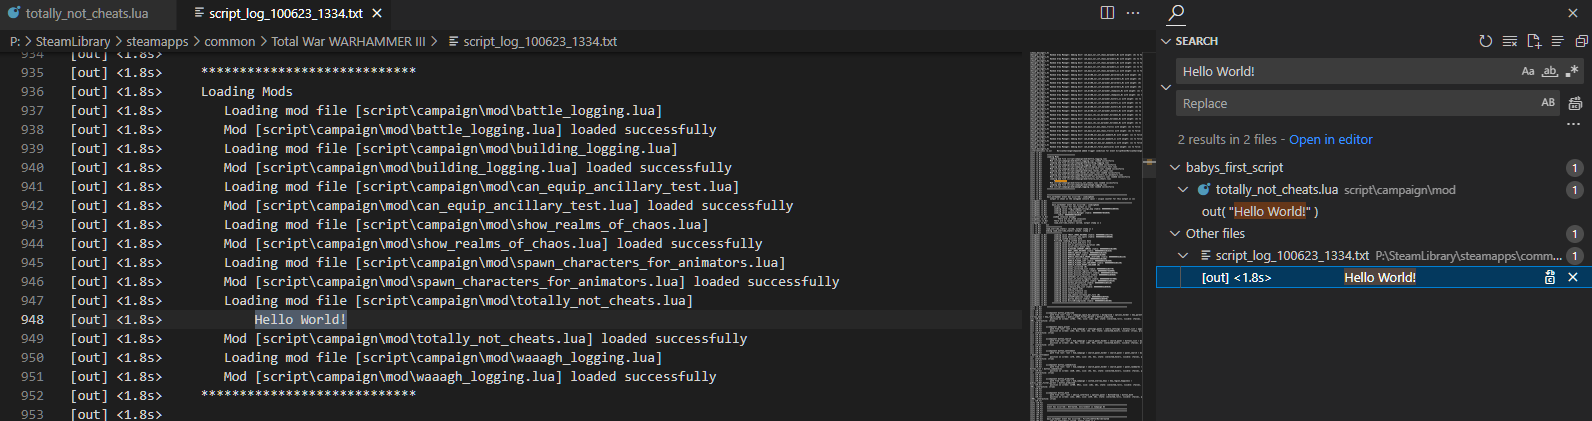 totally_not_cheats.lua
script_log_100623_1334.txt
P: > SteamLibrary > steamapps > common > Total War WARHAMMER III > script_log_100623_1334.txt
934 [out] <1.8s>
935 [out] <1.8s> ****************************
936 [out] <1.8s> Loading Mods
937 [out] <1.8s> Loading mod file [script\campaign\mod\battle_logging.lua]
938 [out] <1.8s> Mod [script\campaign\mod\battle_logging.lua] loaded successfully
939 [out] <1.8s> Loading mod file [script\campaign\mod\building_logging.lua]
940 [out] <1.8s> Mod [script\campaign\mod\building_logging.lua] loaded successfully
941 [out] <1.8s> Loading mod file [script\campaign\mod\can_equip_ancillary_test.lua]
942 [out] <1.8s> Mod [script\campaign\mod\can_equip_ancillary_test.lua] loaded successfully
943 [out] <1.8s> Loading mod file [script\campaign\mod\show_realms_of_chaos.lua]
944 [out] <1.8s> Mod [script\campaign\mod\show_realms_of_chaos.lua] loaded successfully
945 [out] <1.8s> Loading mod file [script\campaign\mod\spawn_characters_for_animators.lua]
946 [out] <1.8s> Mod [script\campaign\mod\spawn_characters_for_animators.lua] loaded successfully
947 [out] <1.8s> Loading mod file [script\campaign\mod\totally_not_cheats.lua]
948 [out] <1.8s> Hello World!
949 [out] <1.8s> Mod [script\campaign\mod\totally_not_cheats.lua] loaded successfully
950 [out] <1.8s> Loading mod file [script\campaign\mod\waaagh_logging.lua]
951 [out] <1.8s> Mod [script\campaign\mod\waaagh_logging.lua] loaded successfully
952 [out] <1.8s> ****************************
953 [out] <1.8s>
SEARCH
Hello World! Aa ab .*
Replace AB
2 results in 2 files - Open in editor
babys_first_script 1
totally_not_cheats.lua script\campaign\mod 1
out( "Hello World!" )
Other files 1
script_log_100623_1334.txt P:\SteamLibrary\steamapps\comm... 1
[out] <1.8s> Hello World!